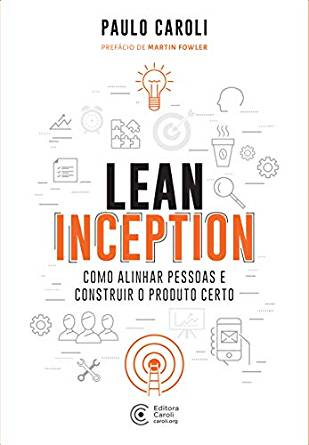 PAULO CAROLI
PREFÁCIO DE MARTIN FOWLER
LEAN
INCEPTION
COMO ALINHAR PESSOAS E
CONSTRUIR O PRODUTO CERTO
Editora
Caroli
caroli.org